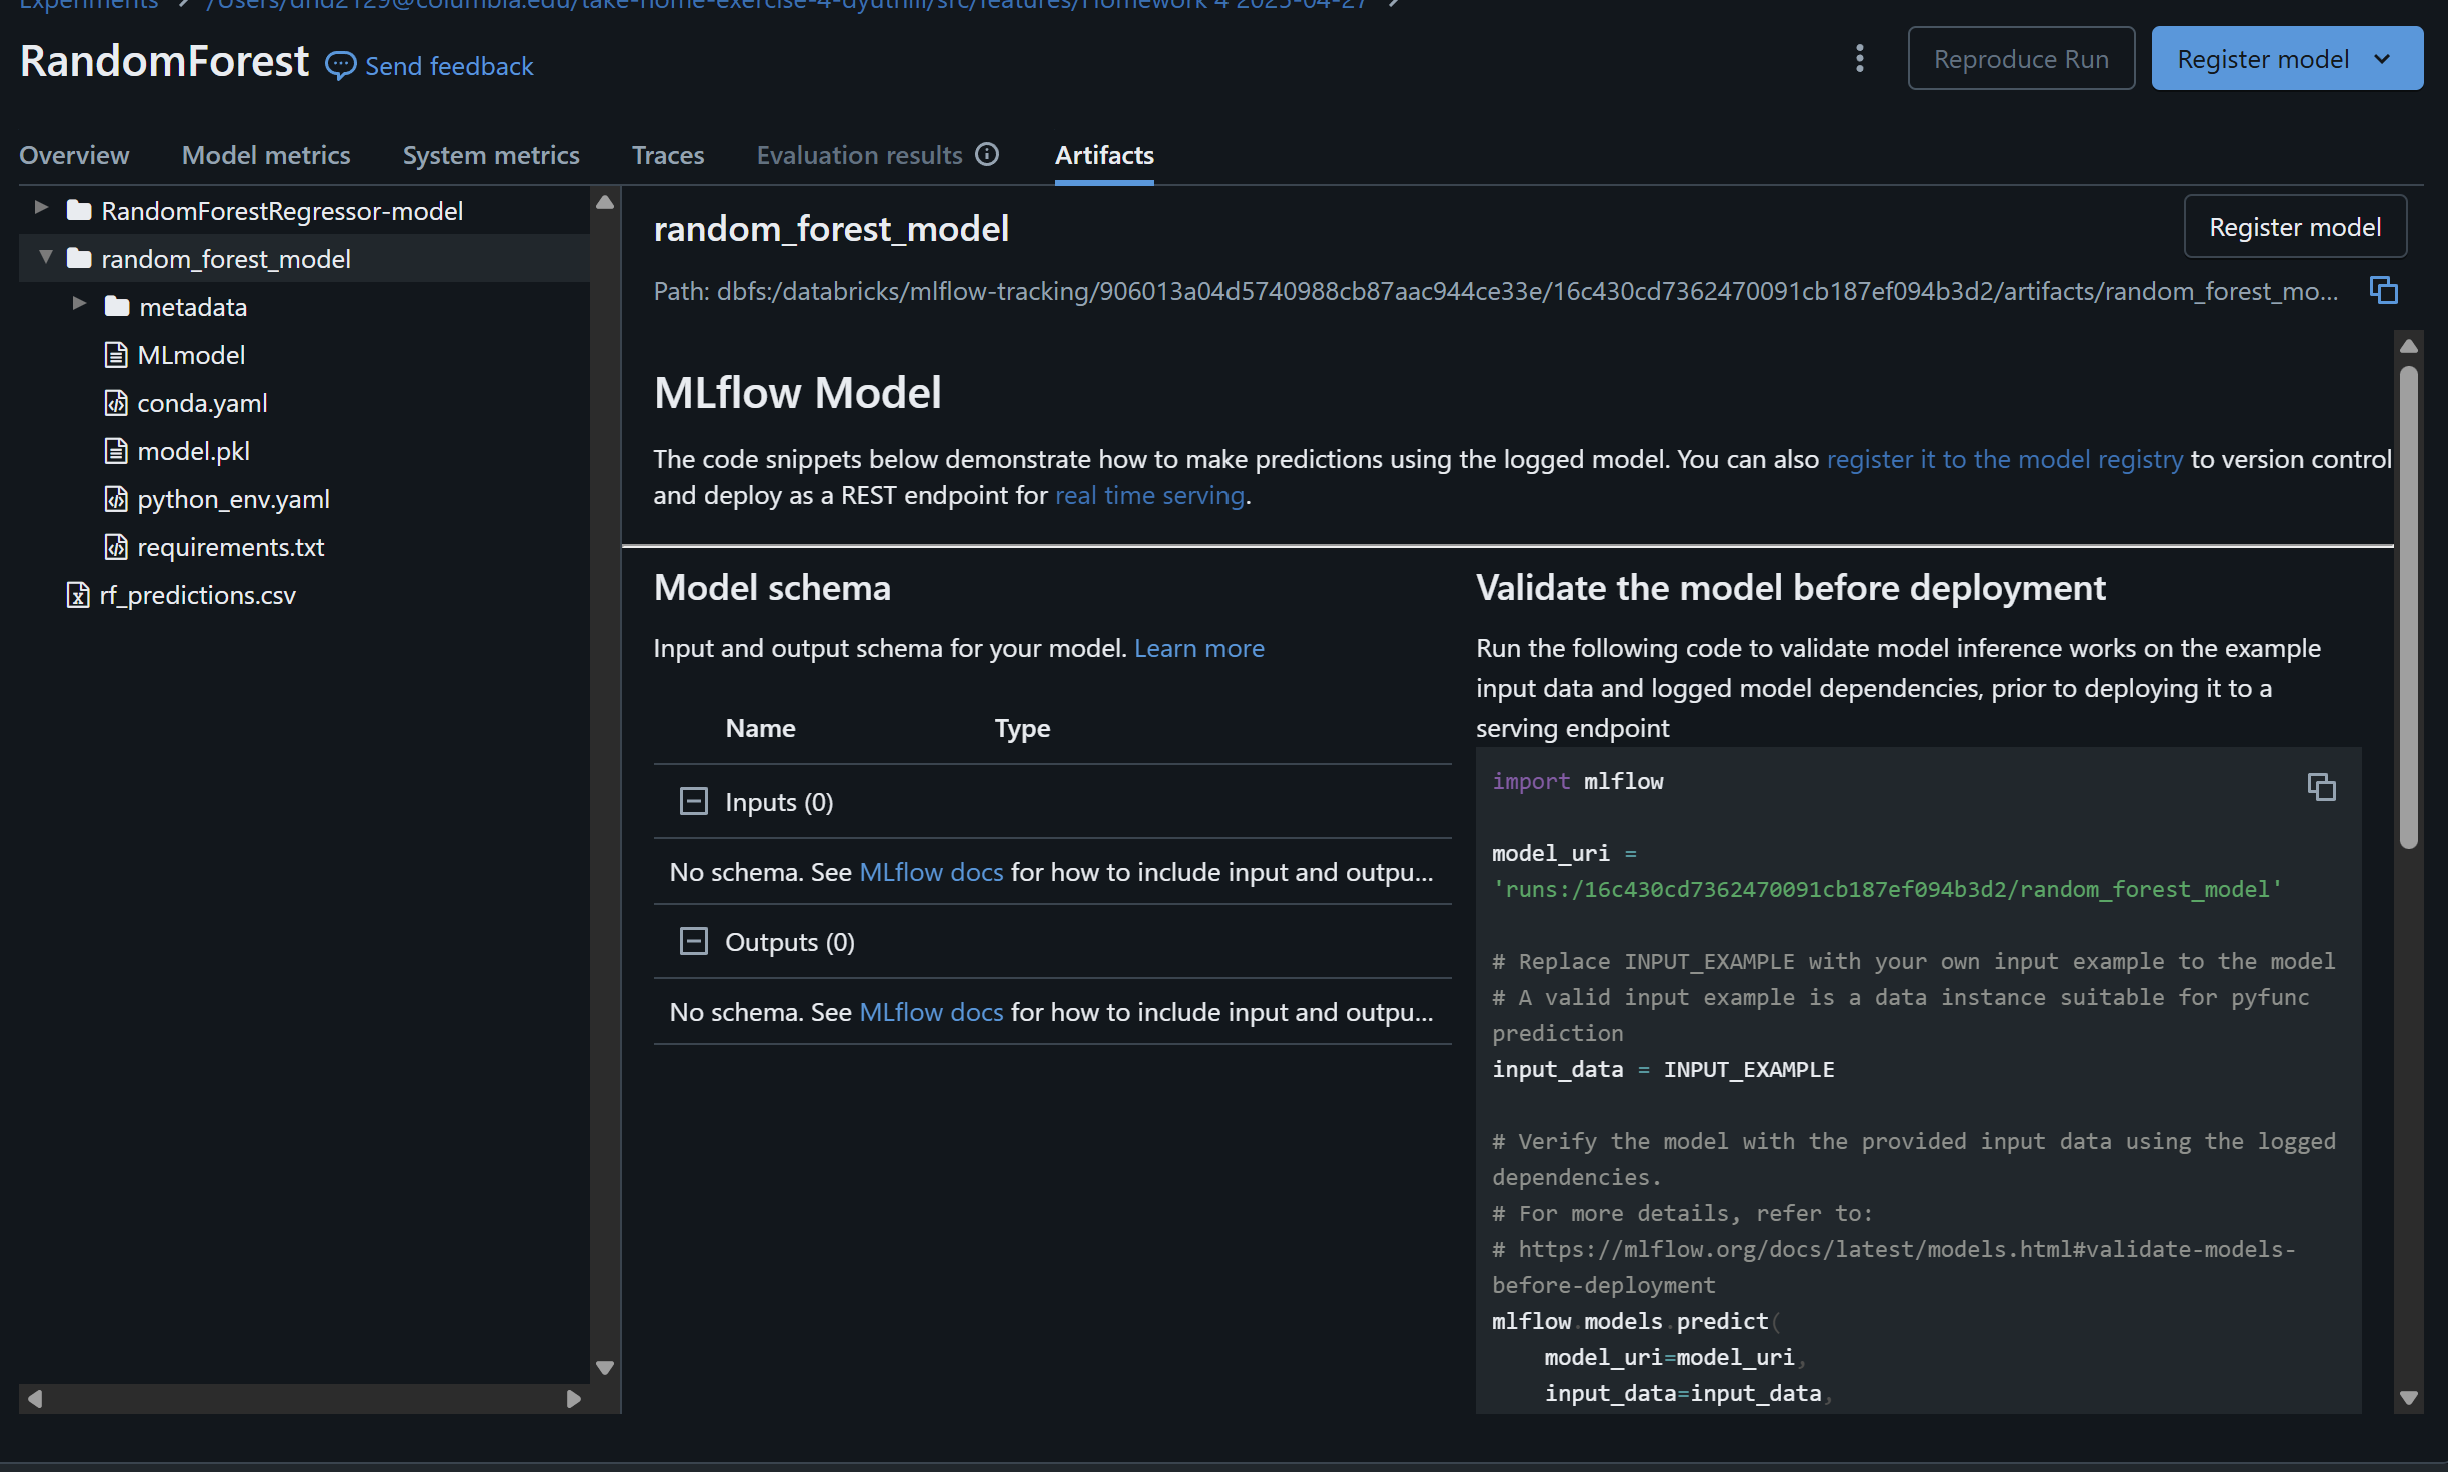 Experiments > /Users/dhd2129@columbia.edu/take-home-exercise-4-dyuthiii/src/features/Homework 4 2025-04-27 >
RandomForest Send feedback
Reproduce Run
Register model
Overview Model metrics System metrics Traces Evaluation results Artifacts
RandomForestRegressor-model
random_forest_model
metadata
MLmodel
conda.yaml
model.pkl
python_env.yaml
requirements.txt
rf_predictions.csv
random_forest_model
Register model
Path: dbfs:/databricks/mlflow-tracking/906013a04d5740988cb87aac944ce33e/16c430cd7362470091cb187ef094b3d2/artifacts/random_forest_mo...
MLflow Model
The code snippets below demonstrate how to make predictions using the logged model. You can also register it to the model registry to version control
and deploy as a REST endpoint for real time serving.
Model schema
Input and output schema for your model. Learn more
Name Type
Inputs (0)
No schema. See MLflow docs for how to include input and outpu...
Outputs (0)
No schema. See MLflow docs for how to include input and outpu...
Validate the model before deployment
Run the following code to validate model inference works on the example
input data and logged model dependencies, prior to deploying it to a
serving endpoint
import mlflow
model_uri =
'runs:/16c430cd7362470091cb187ef094b3d2/random_forest_model'
# Replace INPUT_EXAMPLE with your own input example to the model
# A valid input example is a data instance suitable for pyfunc
prediction
input_data = INPUT_EXAMPLE
# Verify the model with the provided input data using the logged
dependencies.
# For more details, refer to:
# https://mlflow.org/docs/latest/models.html#validate-models-
before-deployment
mlflow.models.predict(
model_uri=model_uri,
input_data=input_data,